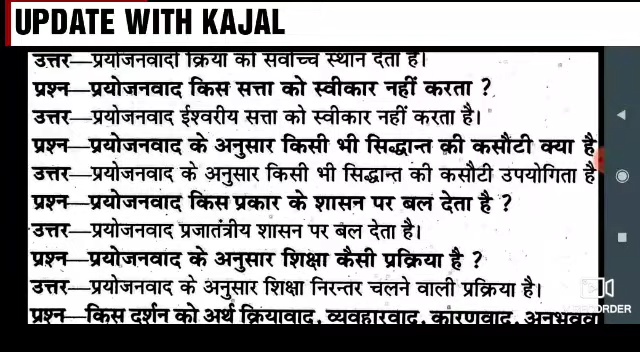 UPDATE WITH KAJAL
उत्तर—प्रयोजनवादी क्रिया को सर्वोच्च स्थान देता है।
प्रश्न—प्रयोजनवाद किस सत्ता को स्वीकार नहीं करता ?
उत्तर—प्रयोजनवाद ईश्वरीय सत्ता को स्वीकार नहीं करता है।
प्रश्न—प्रयोजनवाद के अनुसार किसी भी सिद्धान्त की कसौटी क्या है
उत्तर—प्रयोजनवाद के अनुसार किसी भी सिद्धान्त की कसौटी उपयोगिता है
प्रश्न—प्रयोजनवाद किस प्रकार के शासन पर बल देता है ?
उत्तर—प्रयोजनवाद प्रजातंत्रीय शासन पर बल देता है।
प्रश्न—प्रयोजनवाद के अनुसार शिक्षा कैसी प्रक्रिया है ?
उत्तर—प्रयोजनवाद के अनुसार शिक्षा निरन्तर चलने वाली प्रक्रिया है।
ORDER
प्रश्न—किस दर्शन को अर्थ क्रियावाद, व्यवहारवाद, कारणवाद,